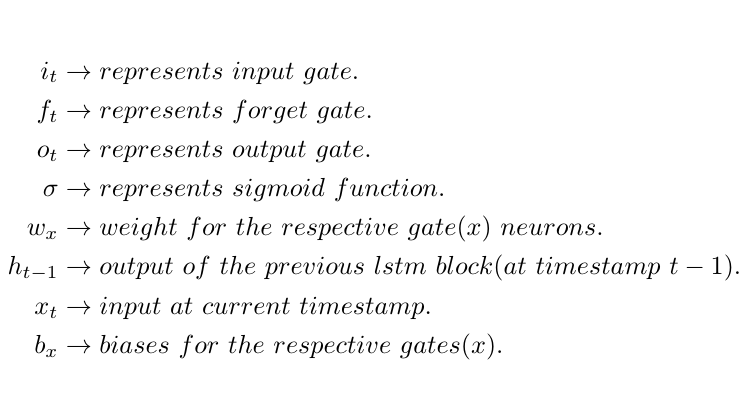 i_t → represents input gate.
f_t → represents forget gate.
o_t → represents output gate.
σ → represents sigmoid function.
w_x → weight for the respective gate(x) neurons.
h_{t−1} → output of the previous lstm block(at timestamp t − 1).
x_t → input at current timestamp.
b_x → biases for the respective gates(x).